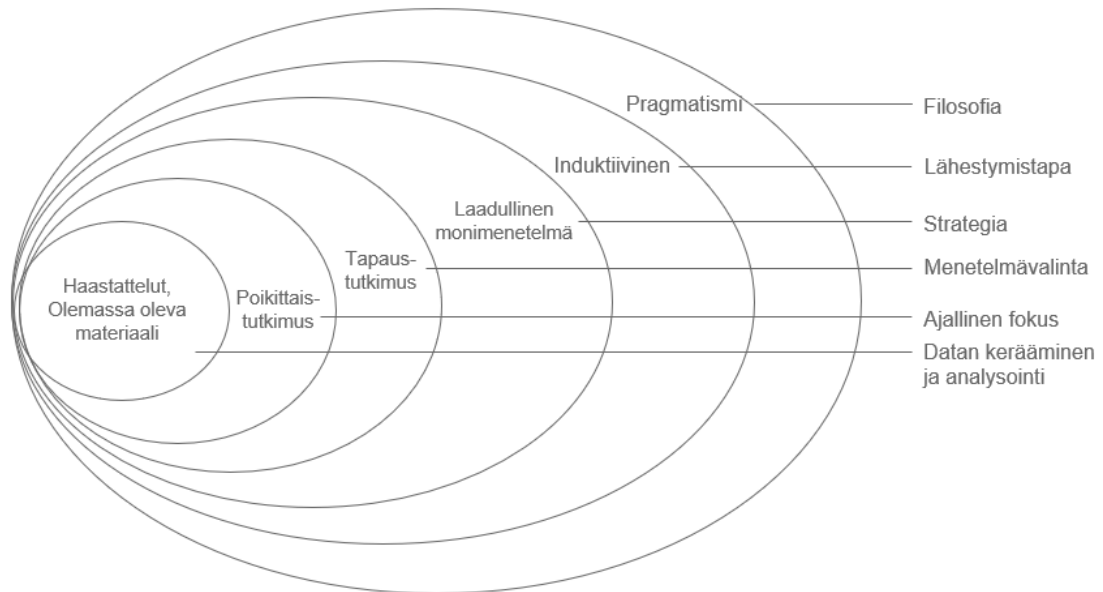 Pragmatismi
Filosofia
Induktiivinen
Lähestymistapa
Laadullinen
monimenetelmä
Strategia
Tapaus-
tutkimus
Menetelmävalinta
Haastattelut,
Olemassa oleva
materiaali
Poikittais-
tutkimus
Ajallinen fokus
Datan kerääminen
ja analysointi